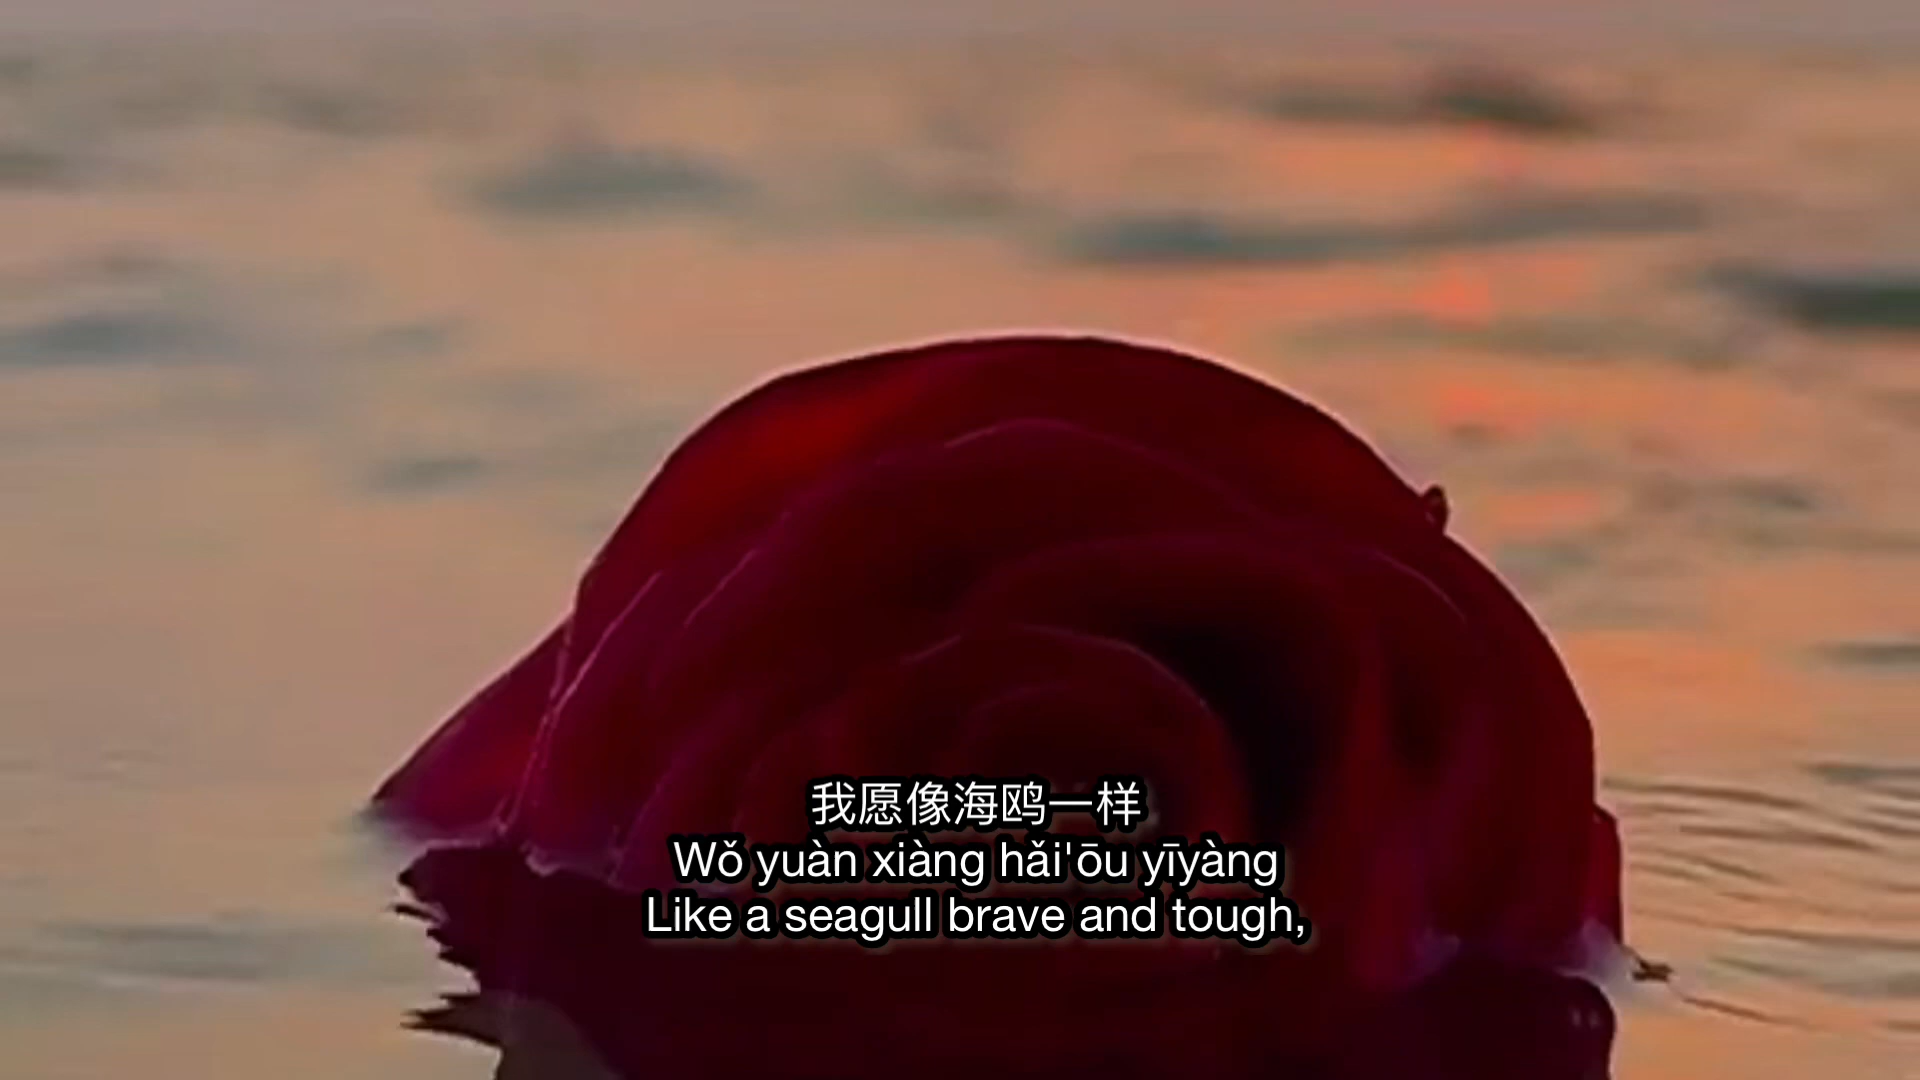 我愿像海鸥一样
Wǒ yuàn xiàng hǎi'ōu yīyàng
Like a seagull brave and tough,